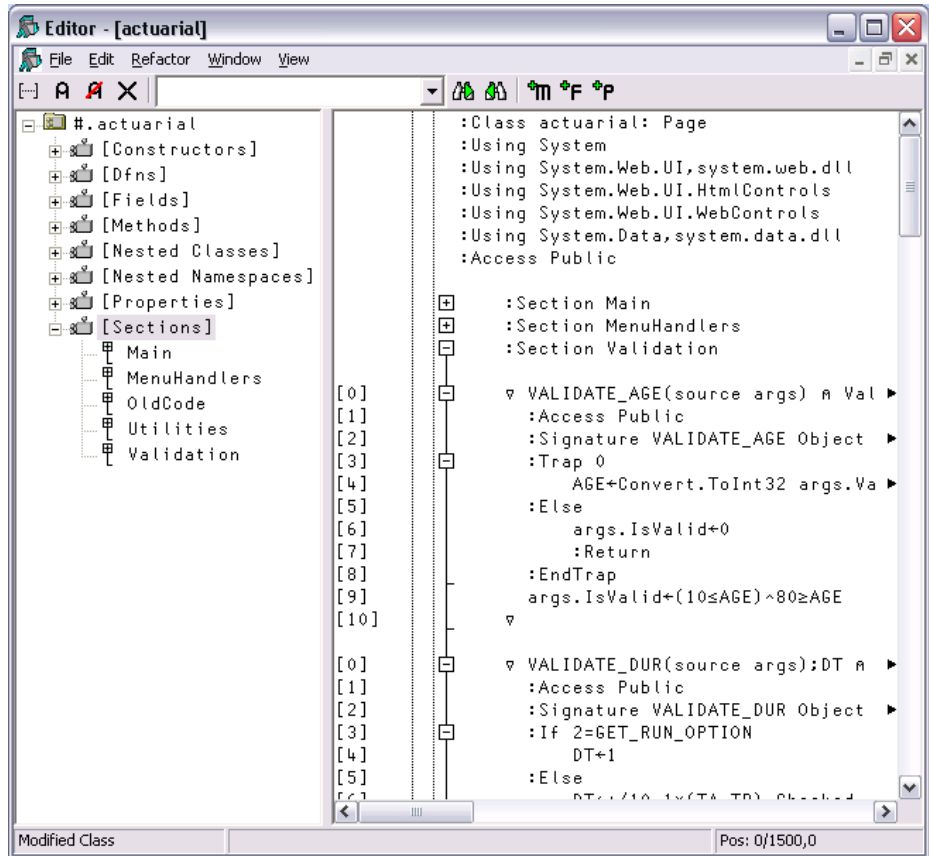 Editor - [actuarial]
File Edit Refactor Window View
#.actuarial
[Constructors]
[Dfns]
[Fields]
[Methods]
[Nested Classes]
[Nested Namespaces]
[Properties]
[Sections]
Main
MenuHandlers
OldCode
Utilities
Validation
:Class actuarial: Page
:Using System
:Using System.Web.UI,system.web.dll
:Using System.Web.UI.HtmlControls
:Using System.Web.UI.WebControls
:Using System.Data,system.data.dll
:Access Public
:Section Main
:Section MenuHandlers
:Section Validation
[0] ∇ VALIDATE_AGE(source args) ⍝ Val
[1] :Access Public
[2] :Signature VALIDATE_AGE Object
[3] :Trap 0
[4] AGE←Convert.ToInt32 args.Va
[5] :Else
[6] args.IsValid←0
[7] :Return
[8] :EndTrap
[9] args.IsValid←(10≤AGE)^80≥AGE
[10] ∇
[0] ∇ VALIDATE_DUR(source args);DT ⍝
[1] :Access Public
[2] :Signature VALIDATE_DUR Object
[3] :If 2=GET_RUN_OPTION
[4] DT←1
[5] :Else
Modified Class
Pos: 0/1500,0